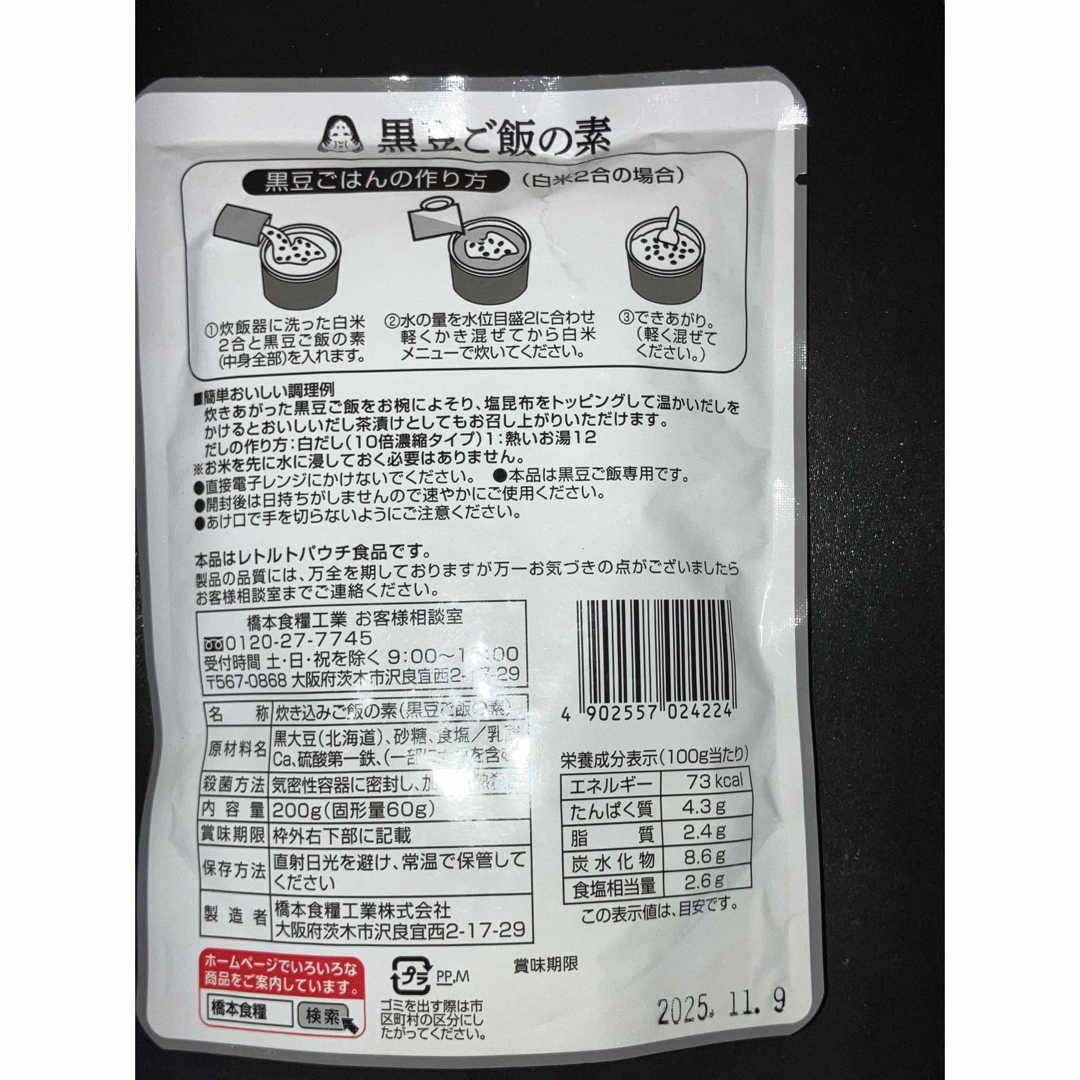 黒豆ご飯の素
黒豆ごはんの作り方 (白米2合の場合)
①炊飯器に洗った白米
2合と黒豆ご飯の素
(中身全部)を入れます。
②水の量を水位目盛2に合わせ
軽くかき混ぜてから白米
メニューで炊いてください。
③できあがり。
(軽く混ぜて
ください。)
■簡単おいしい調理例
炊きあがった黒豆ご飯をお椀によそり、塩昆布をトッピングして温かいだしを
かけるとおいしいだし茶漬けとしてもお召し上がりいただけます。
だしの作り方:白だし(10倍濃縮タイプ)1:熱いお湯12
※お米を先に水に浸しておく必要はありません。
●直接電子レンジにかけないでください。 ●本品は黒豆ご飯専用です。
●開封後は日持ちがしませんので速やかにご使用ください。
●あけ口で手を切らないようにご注意ください。
本品はレトルトパウチ食品です。
製品の品質には、万全を期しておりますが万一お気づきの点がございましたら
お客様相談室までご連絡ください。
橋本食糧工業 お客様相談室
0120-27-7745
受付時間 土・日・祝を除く 9:00~1:00
〒567-0868 大阪府茨木市沢良宜西2-17-29
名称 炊き込みご飯の素(黒豆ご飯の素)
原材料名 黒大豆(北海道)、砂糖、食塩/乳
Ca、硫酸第一鉄、(一部に を含む
殺菌方法 気密性容器に密封し、加
内容量 200g(固形量60g)
賞味期限 枠外右下部に記載
保存方法 直射日光を避け、常温で保管して
ください
製造者 橋本食糧工業株式会社
大阪府茨木市沢良宜西2-17-29
4 902557 024224
栄養成分表示(100g当たり)
エネルギー 73kcal
たんぱく質 4.3g
脂質 2.4g
炭水化物 8.6g
食塩相当量 2.6g
この表示値は、目安です。
ホームページでいろいろな
商品をご案内しています。
橋本食糧 検索
プラ PP,M
ゴミを出す際は市
区町村の区分にし
たがってください。
賞味期限
2025. 11. 9